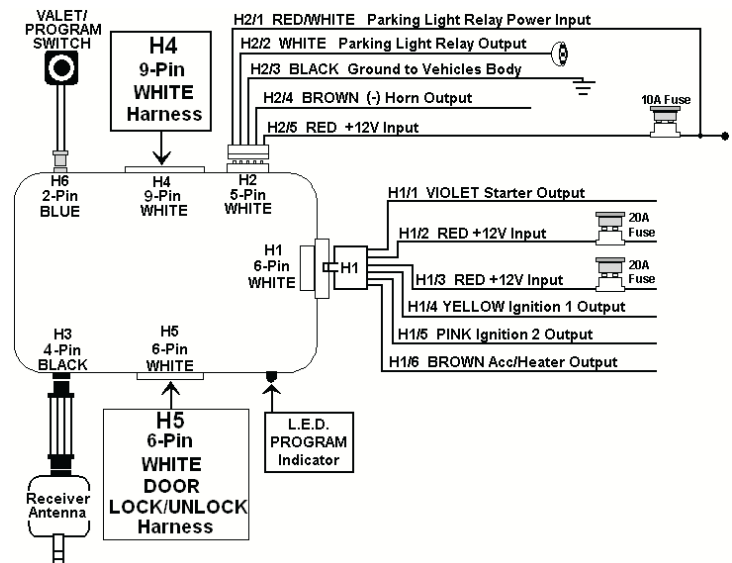 VALET/
PROGRAM
SWITCH
H4
9-Pin
WHITE
Harness
H2/1 RED/WHITE Parking Light Relay Power Input
H2/2 WHITE Parking Light Relay Output
H2/3 BLACK Ground to Vehicles Body
H2/4 BROWN (-) Horn Output
H2/5 RED +12V Input
10A Fuse
H6
2-Pin
BLUE
H4
9-Pin
WHITE
H2
5-Pin
WHITE
H1
6-Pin
WHITE
H1
H1/1 VIOLET Starter Output
H1/2 RED +12V Input
20A
Fuse
H1/3 RED +12V Input
20A
Fuse
H1/4 YELLOW Ignition 1 Output
H1/5 PINK Ignition 2 Output
H1/6 BROWN Acc/Heater Output
H3
4-Pin
BLACK
H5
6-Pin
WHITE
H5
6-Pin
WHITE
DOOR
LOCK/UNLOCK
Harness
L.E.D.
PROGRAM
Indicator
Receiver
Antenna